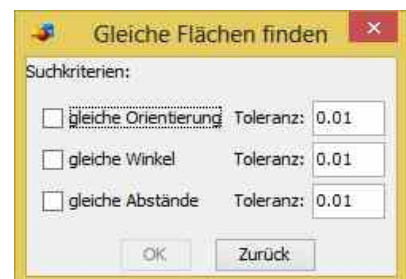 Gleiche Flächen finden
Suchkriterien:
gleiche Orientierung Toleranz: 0.01
gleiche Winkel Toleranz: 0.01
gleiche Abstände Toleranz: 0.01
OK Zurück